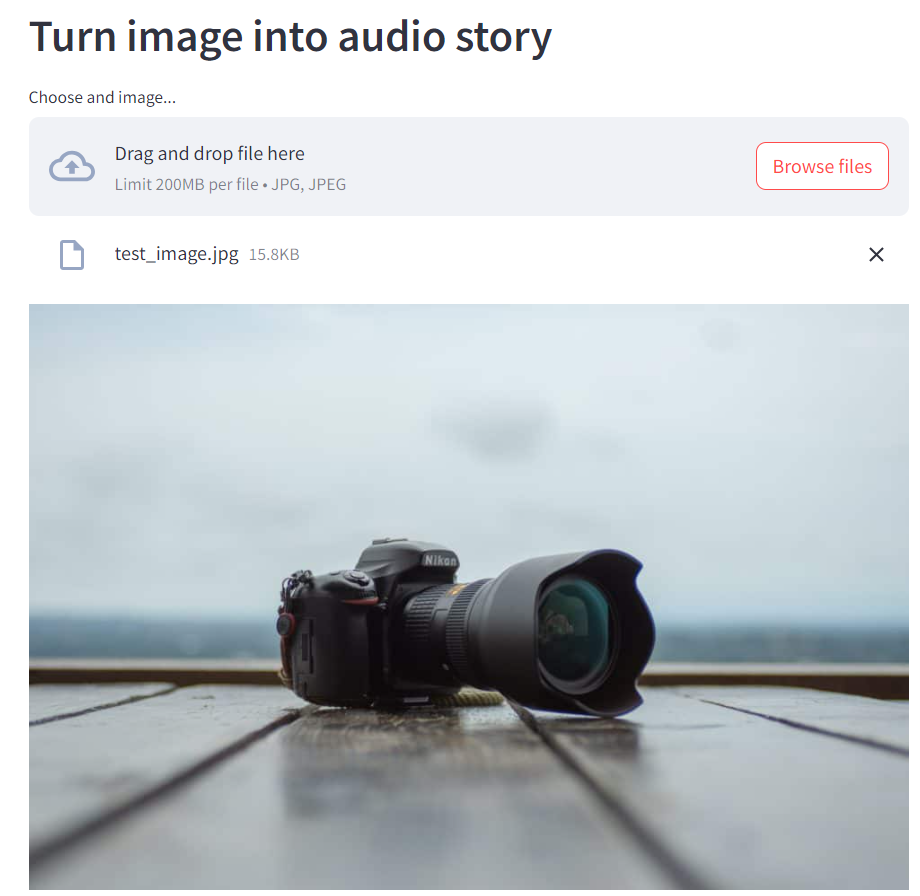 Turn image into audio story
Choose and image...
Drag and drop file here
Limit 200MB per file • JPG, JPEG
Browse files
test_image.jpg 15.8KB
Nikon